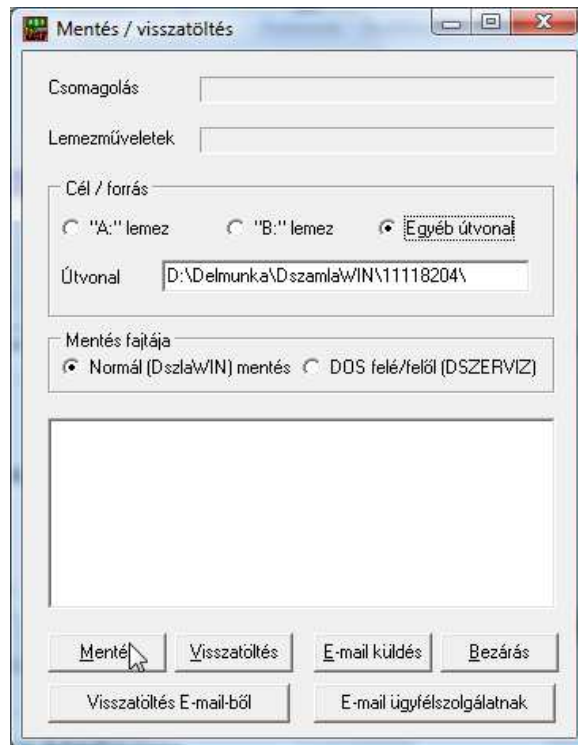 Mentés / visszatöltés
Csomagolás
Lemezműveletek
Cél / forrás
"A:" lemez "B:" lemez Egyéb útvonal
Útvonal D:\Delmunka\DszamlaWIN\11118204\
Mentés fajtája
Normál (DszlaWIN) mentés DOS felé/felől (DSZERVIZ)
Menté Visszatöltés E-mail küldés Bezárás
Visszatöltés E-mail-ből E-mail ügyfélszolgálatnak